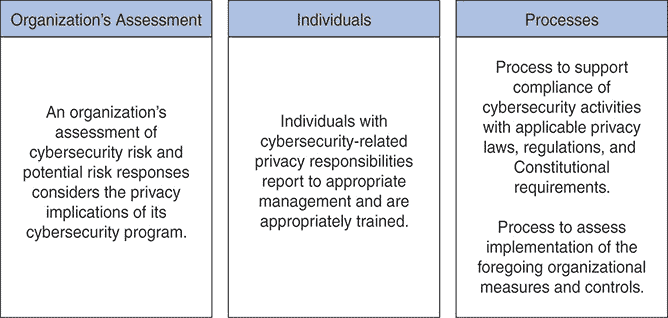 Organization's Assessment
An organization's
assessment of
cybersecurity risk and
potential risk responses
considers the privacy
implications of its
cybersecurity program.
Individuals
Individuals with
cybersecurity-related
privacy responsibilities
report to appropriate
management and are
appropriately trained.
Processes
Process to support
compliance of
cybersecurity activities
with applicable privacy
laws, regulations, and
Constitutional
requirements.
Process to assess
implementation of the
foregoing organizational
measures and controls.